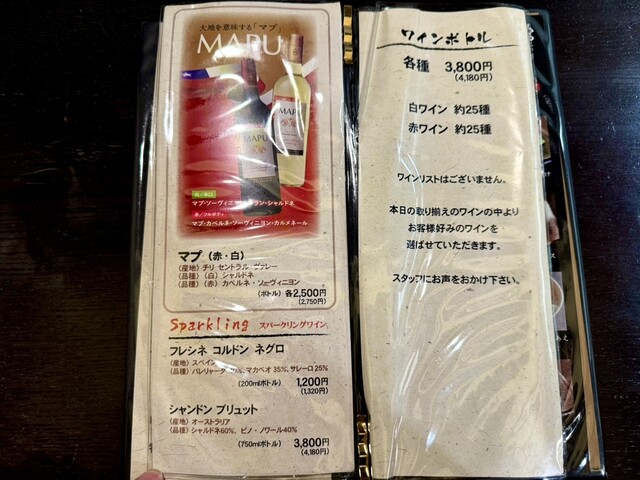 大地を意味する「マプ」
MAPU
MAPU
MAPU
マプ・カベルネ・ソーヴィニヨン・カルメネール
マプ (赤・白)
(産地) チリ セントラル・ヴァレー
(品種) (白) シャルドネ
(品種) (赤) カベルネ・ソーヴィニヨン
(ボトル) 各2,500円
(2,750円)
Sparkling スパークリングワイン
フレシネ コルドン ネグロ
(産地) スペイン
(品種) パレリャーダ マカベオ 35%、サレーロ 25%
(200mlボトル) 1,200円
(1,320円)
シャンドン ブリュット
(産地) オーストラリア
(品種) シャルドネ60%、ピノ・ノワール40%
(750mlボトル) 3,800円
(4,180円)
ワインボトル
各種 3,800円
(4,180円)
白ワイン 約25種
赤ワイン 約25種
ワインリストはございません。
本日の取り揃えのワインの中より
お客様好みのワインを
選ばせていただきます。
スタッフにお声をおかけ下さい。